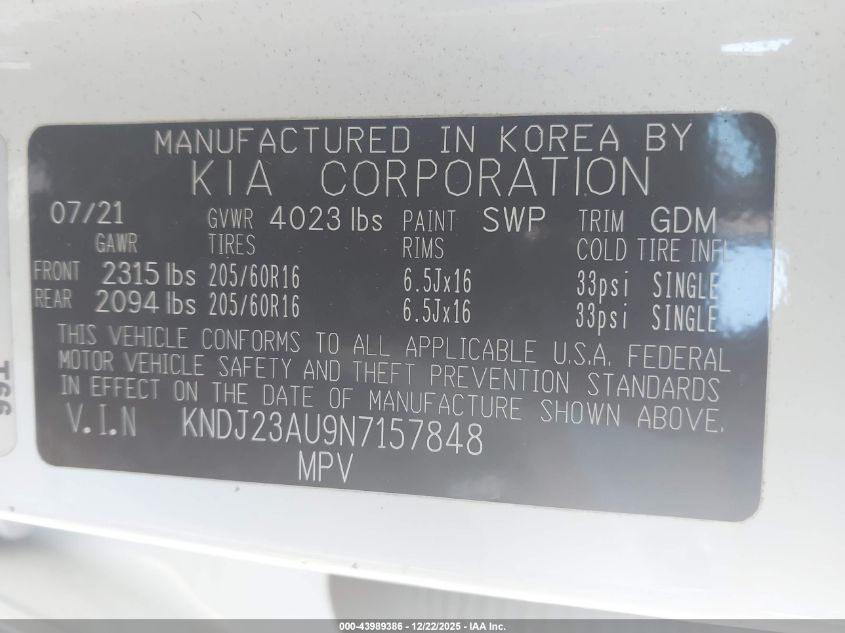 MANUFACTURED IN KOREA BY
KIA CORPORATION
07/21 GVWR 4023 lbs PAINT SWP TRIM GDM
GAWR TIRES RIMS COLD TIRE INFL
FRONT 2315 lbs 205/60R16 6.5Jx16 33psi SINGLE
REAR 2094 lbs 205/60R16 6.5Jx16 33psi SINGLE
THIS VEHICLE CONFORMS TO ALL APPLICABLE U.S.A. FEDERAL
MOTOR VEHICLE SAFETY AND THEFT PREVENTION STANDARDS
IN EFFECT ON THE DATE OF MANUFACTURE SHOWN ABOVE.
V.I.N KNDJ23AU9N7157848
MPV
T66
000-43989386 - 12/22/2025 - IAA Inc.